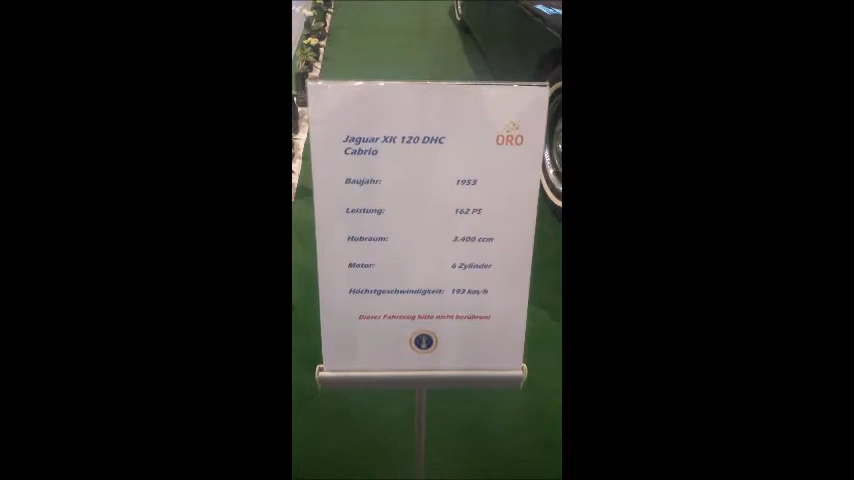 Jaguar XK 120 DHC
Cabrio
ORO
Baujahr: 1953
Leistung: 162 PS
Hubraum: 3.400 ccm
Motor: 6 Zylinder
Höchstgeschwindigkeit: 193 km/h
Dieses Fahrzeug bitte nicht berühren!